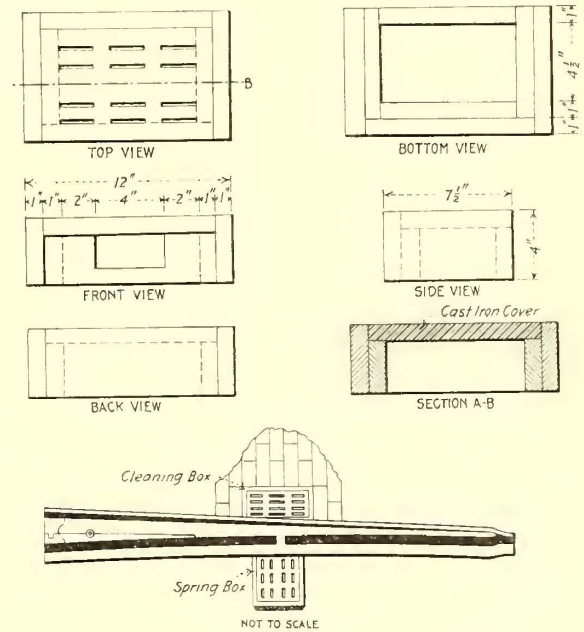 B
TOP VIEW
1"
4 1/2"
1"
1"
BOTTOM VIEW
12"
1" 1" 2" 4" 2" 1" 1"
FRONT VIEW
7 1/2"
4"
SIDE VIEW
Cast Iron Cover
BACK VIEW
SECTION A-B
Cleaning Box
Spring Box
NOT TO SCALE